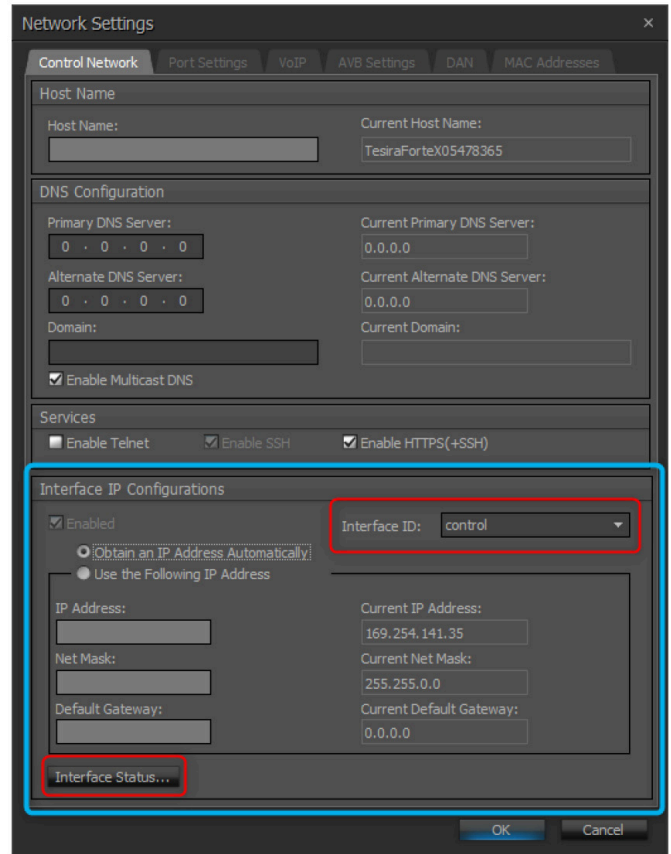 Network Settings
Control Network Port Settings VoIP AVB Settings DAN MAC Addresses
Host Name
Host Name: Current Host Name:
TesiraForteX05478365
DNS Configuration
Primary DNS Server: Current Primary DNS Server:
0 . 0 . 0 . 0 0.0.0.0
Alternate DNS Server: Current Alternate DNS Server:
0 . 0 . 0 . 0 0.0.0.0
Domain: Current Domain:
Enable Multicast DNS
Services
Enable Telnet Enable SSH Enable HTTPS(+SSH)
Interface IP Configurations
Enabled Interface ID: control
Obtain an IP Address Automatically
Use the Following IP Address
IP Address: Current IP Address:
169.254.141.35
Net Mask: Current Net Mask:
255.255.0.0
Default Gateway: Current Default Gateway:
0.0.0.0
Interface Status...
OK Cancel